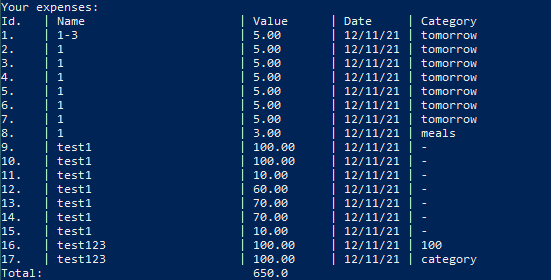 Your expenses:
Id. | Name | Value | Date | Category
1. | 1-3 | 5.00 | 12/11/21 | tomorrow
2. | 1 | 5.00 | 12/11/21 | tomorrow
3. | 1 | 5.00 | 12/11/21 | tomorrow
4. | 1 | 5.00 | 12/11/21 | tomorrow
5. | 1 | 5.00 | 12/11/21 | tomorrow
6. | 1 | 5.00 | 12/11/21 | tomorrow
7. | 1 | 5.00 | 12/11/21 | tomorrow
8. | 1 | 3.00 | 12/11/21 | meals
9. | test1 | 100.00 | 12/11/21 | -
10. | test1 | 100.00 | 12/11/21 | -
11. | test1 | 10.00 | 12/11/21 | -
12. | test1 | 60.00 | 12/11/21 | -
13. | test1 | 70.00 | 12/11/21 | -
14. | test1 | 70.00 | 12/11/21 | -
15. | test1 | 10.00 | 12/11/21 | -
16. | test123 | 100.00 | 12/11/21 | 100
17. | test123 | 100.00 | 12/11/21 | category
Total: 650.0